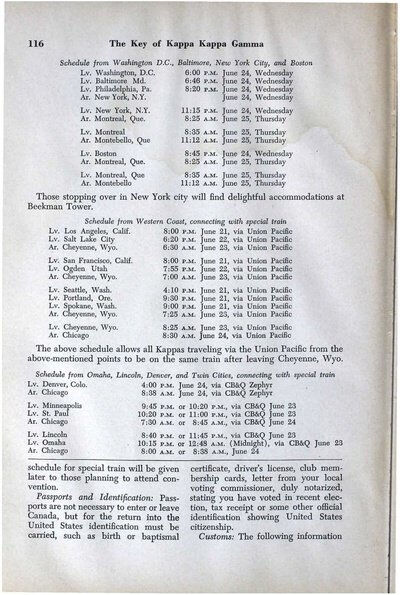 116 The Key of Kappa Kappa Gamma
Schedule from Washington D.C., Baltimore, New York City, and Boston
Lv. Washington, D.C. 6:00 P.M. June 24, Wednesday
Lv. Baltimore Md. 6:46 P.M. June 24, Wednesday
Lv. Philadelphia, Pa. 8:20 P.M. June 24, Wednesday
Ar. New York, N.Y. June 24, Wednesday
Lv. New York, N.Y. 11:15 P.M. June 24, Wednesday
Ar. Montreal, Que. 8:25 A.M. June 25, Thursday
Lv. Montreal 8:35 A.M. June 25, Thursday
Ar. Montebello, Que 11:12 A.M. June 25, Thursday
Lv. Boston 8:45 P.M. June 24, Wednesday
Ar. Montreal, Que. 8:25 A.M. June 25, Thursday
Lv. Montreal, Que 8:35 A.M. June 25, Thursday
Ar. Montebello 11:12 A.M. June 25, Thursday
Those stopping over in New York city will find delightful accommodations at
Beekman Tower.
Schedule from Western Coast, connecting with special train
Lv. Los Angeles, Calif. 8:00 P.M. June 21, via Union Pacific
Lv. Salt Lake City 6:20 P.M. June 22, via Union Pacific
Ar. Cheyenne, Wyo. 6:30 A.M. June 23, via Union Pacific
Lv. San Francisco, Calif. 8:00 P.M. June 21, via Union Pacific
Lv. Ogden Utah 7:55 P.M. June 22, via Union Pacific
Ar. Cheyenne, Wyo. 7:00 A.M. June 23, via Union Pacific
Lv. Seattle, Wash. 4:10 P.M. June 21, via Union Pacific
Lv. Portland, Ore. 9:30 P.M. June 21, via Union Pacific
Lv. Spokane, Wash. 9:00 P.M. June 21, via Union Pacific
Ar. Cheyenne, Wyo. 7:25 A.M. June 23, via Union Pacific
Lv. Cheyenne, Wyo. 8:25 A.M. June 23, via Union Pacific
Ar. Chicago 8:30 A.M. June 24, via Union Pacific
The above schedule allows all Kappas traveling via the Union Pacific from the
above-mentioned points to be on the same train after leaving Cheyenne, Wyo.
Schedule from Omaha, Lincoln, Denver, and Twin Cities, connecting with special train
Lv. Denver, Colo. 4:00 P.M. June 24, via CB&Q Zephyr
Ar. Chicago 8:38 A.M. June 24, via CB&Q Zephyr
Lv. Minneapolis 9:45 P.M. or 10:20 P.M., via CB&Q June 23
Lv. St. Paul 10:20 P.M. or 11:00 P.M., via CB&Q June 23
Ar. Chicago 7:30 A.M. or 8:45 A.M., via CB&Q June 24
Lv. Lincoln 8:40 P.M. or 11:45 P.M., via CB&Q June 23
Lv. Omaha 10:15 P.M. or 12:48 A.M. (Midnight), via CB&Q June 23
Ar. Chicago 8:00 A.M. or 8:38 A.M., June 24
schedule for special train will be given
later to those planning to attend con-
vention.
Passports and Identification: Pass-
ports are not necessary to enter or leave
Canada, but for the return into the
United States identification must be
carried, such as birth or baptismal
certificate, driver's license, club mem-
bership cards, letter from your local
voting commissioner, duly notarized,
stating you have voted in recent elec-
tion, tax receipt or some other official
identification showing United States
citizenship.
Customs: The following information